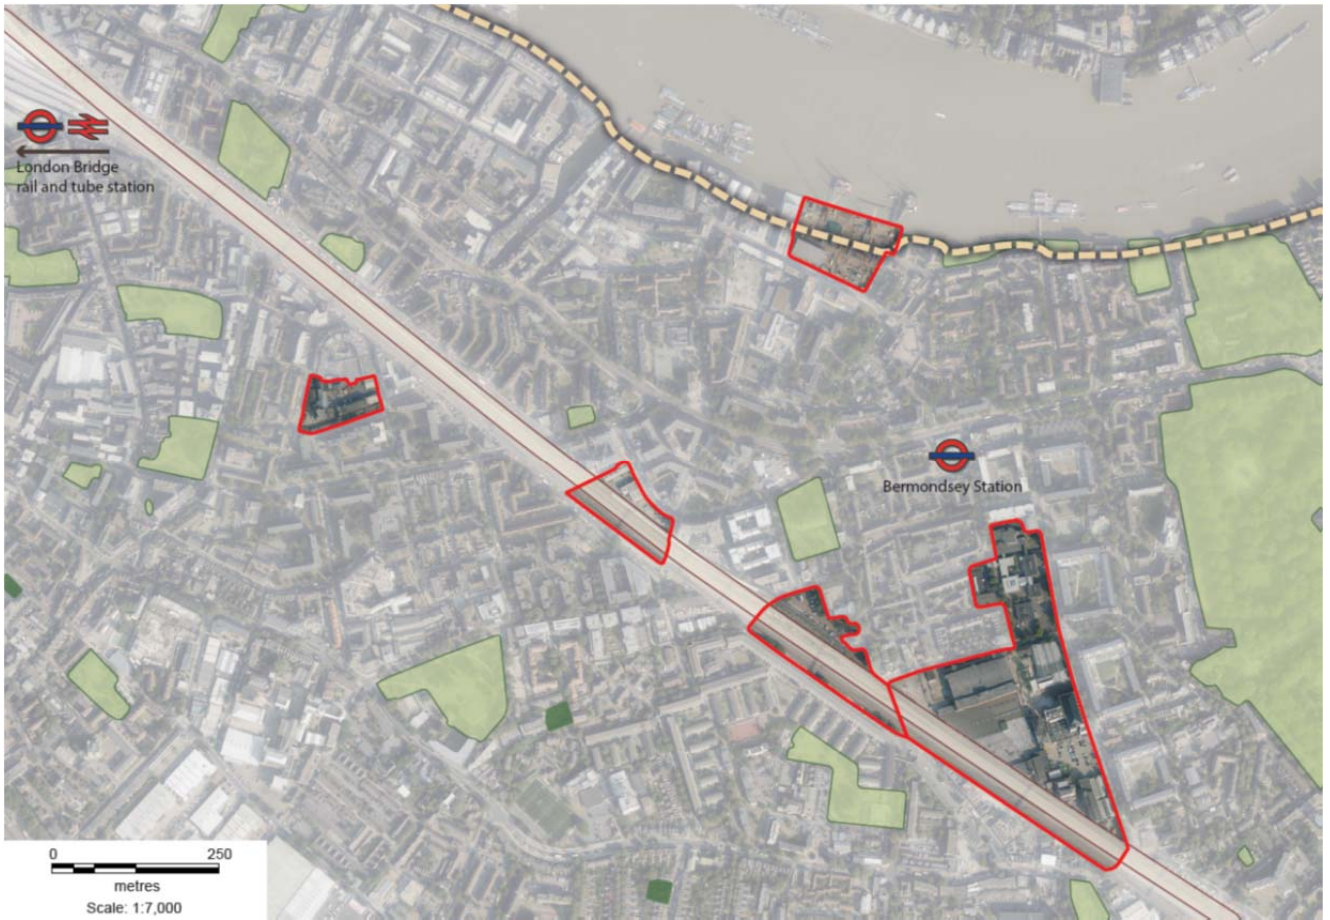 London Bridge
rail and tube station
Bermondsey Station
0 250
metres
Scale: 1:7,000